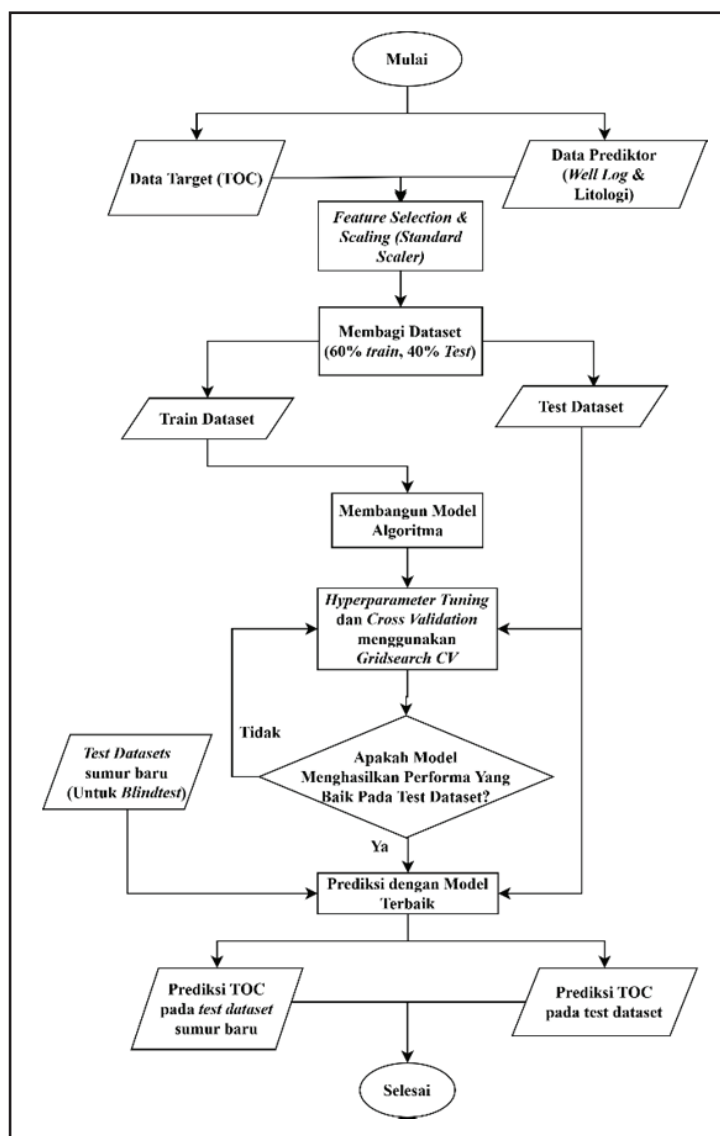 Mulai
Data Target (TOC)
Data Prediktor
(Well Log &
Litologi)
Feature Selection &
Scaling (Standard
Scaler)
Membagi Dataset
(60% train, 40% Test)
Train Dataset
Test Dataset
Membangun Model
Algoritma
Hyperparameter Tuning
dan Cross Validation
menggunakan
Gridsearch CV
Tidak
Test Datasets
sumur baru
(Untuk Blindtest)
Apakah Model
Menghasilkan Performa Yang
Baik Pada Test Dataset?
Ya
Prediksi dengan Model
Terbaik
Prediksi TOC
pada test dataset
sumur baru
Prediksi TOC
pada test dataset
Selesai